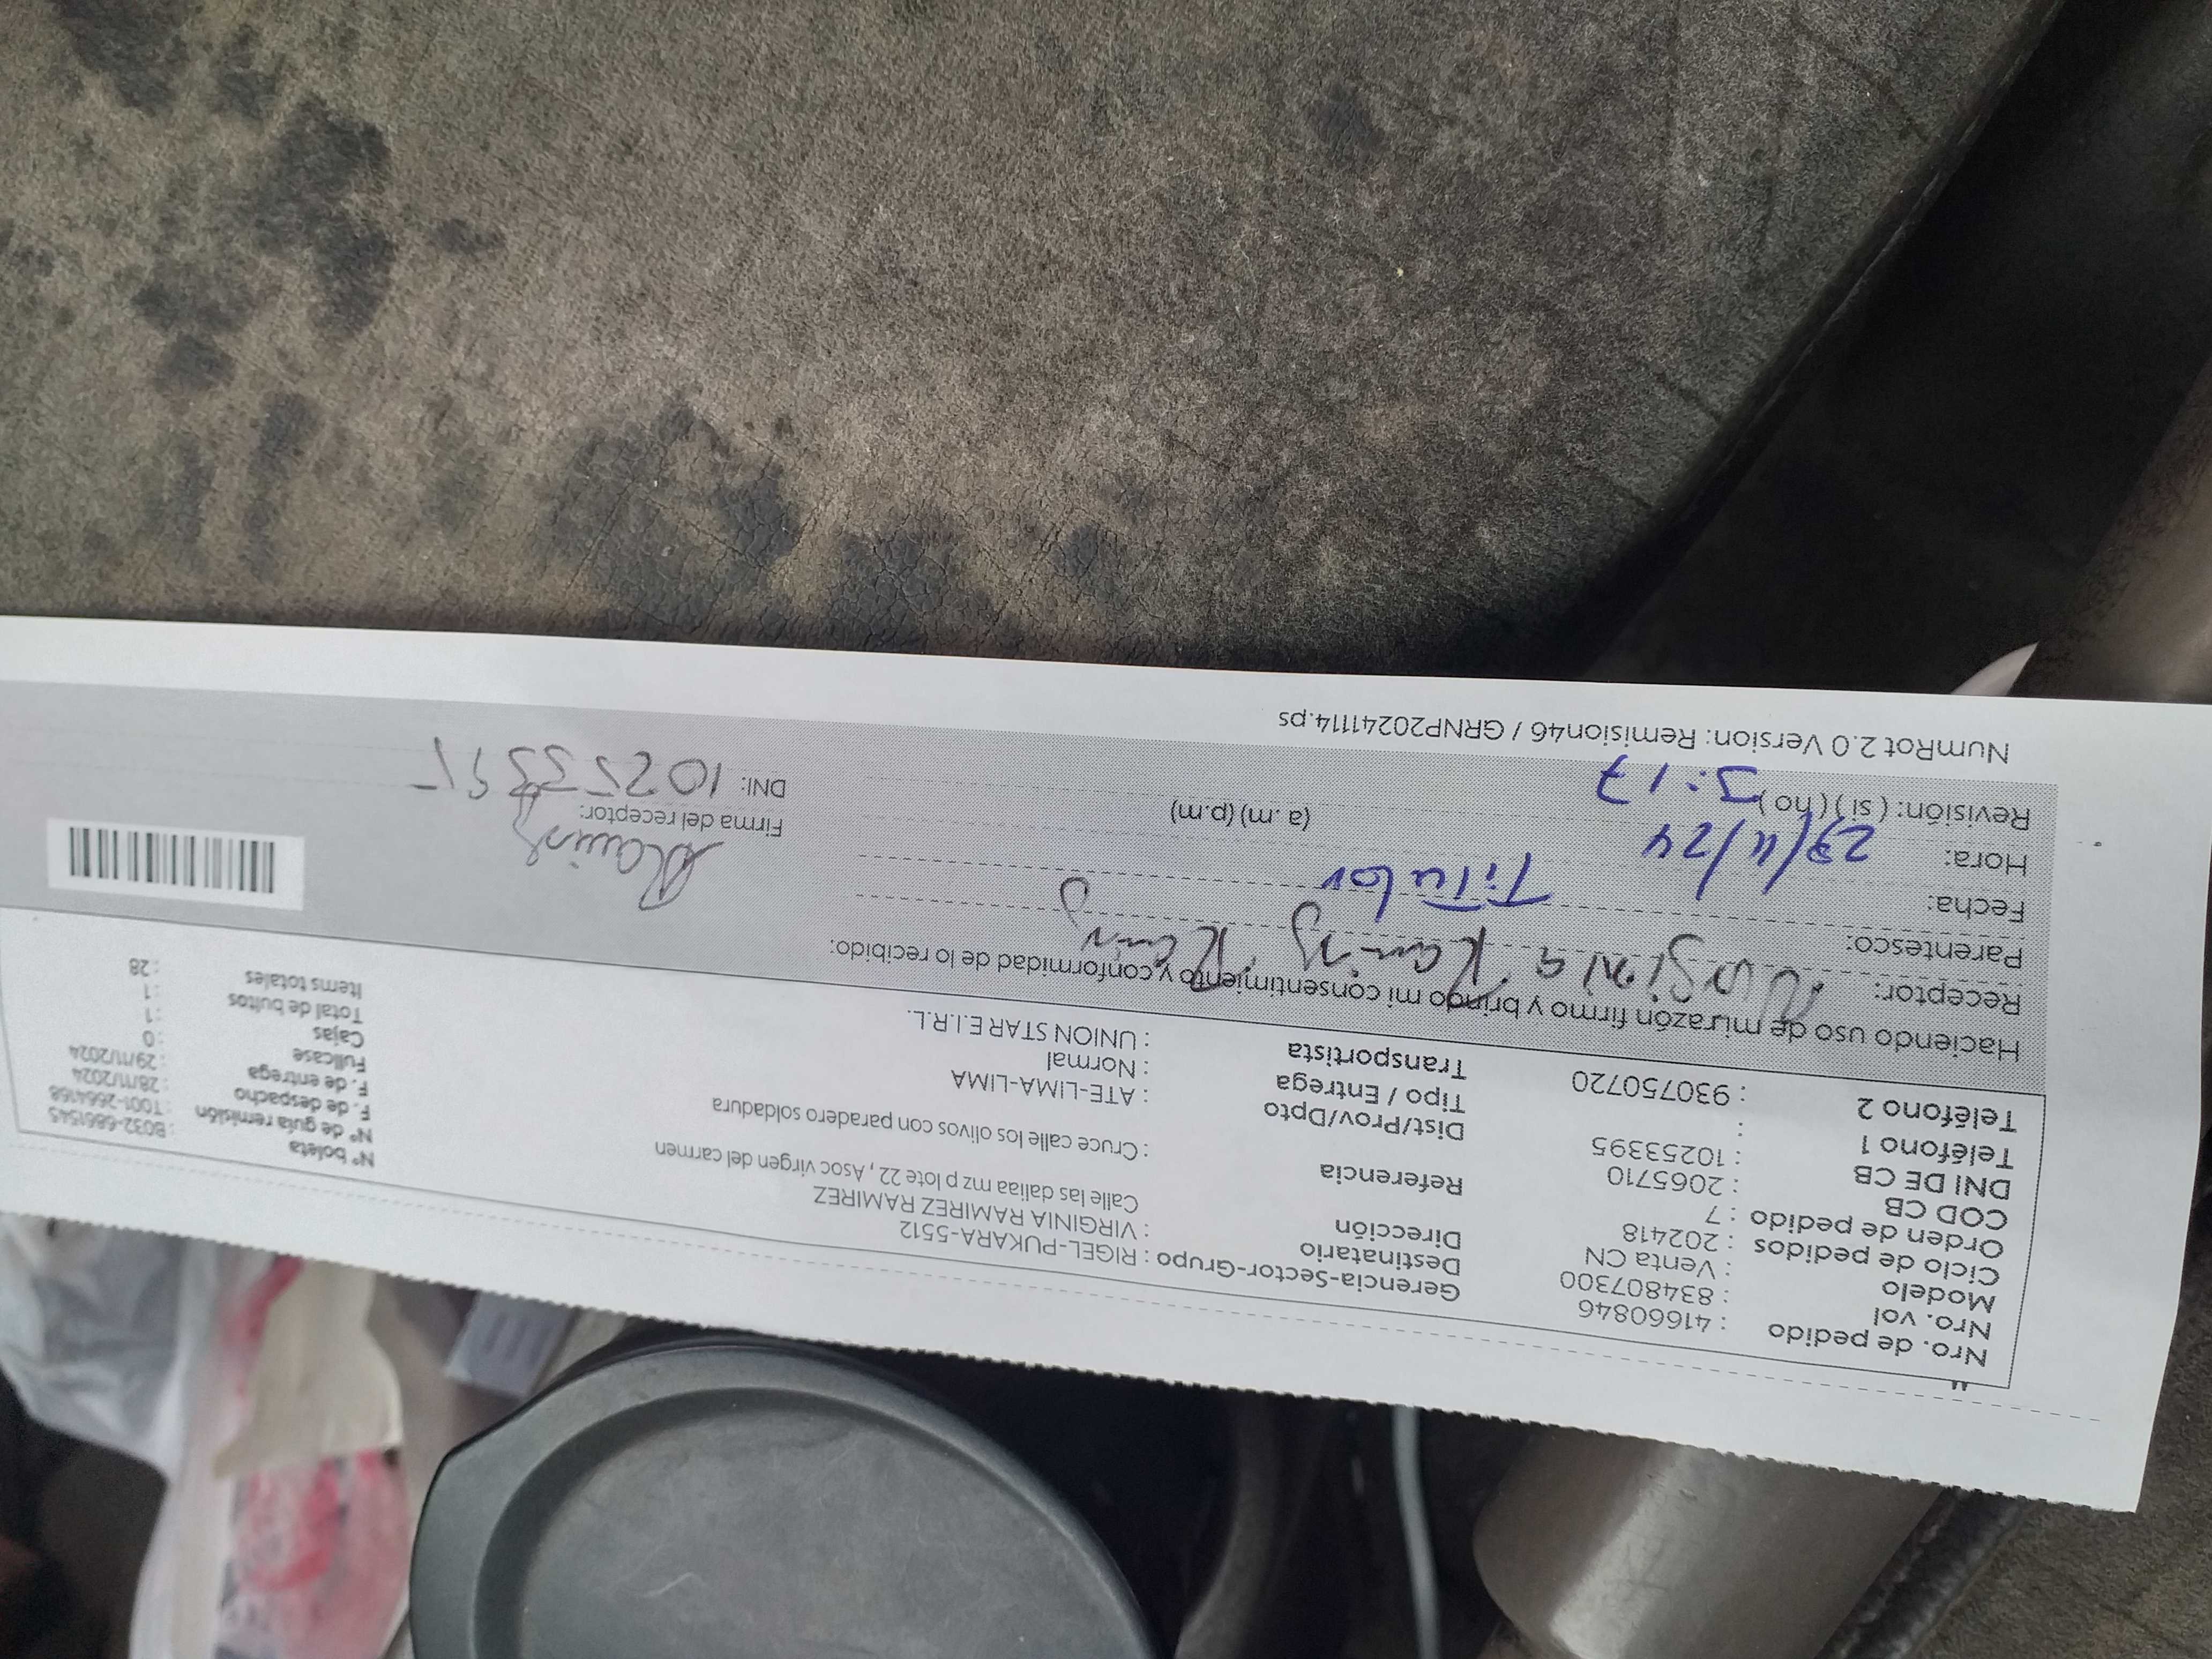 Nro. de pedido : 41660846
Nro. vol : 834807300
Modelo : Venta CN
Ciclo de pedidos : 202418
Orden de pedido : 7
COD CB : 2065710
DNI DE CB : 10253395
Teléfono 1 :
Teléfono 2 : 930750720
Gerencia-Sector-Grupo : RIGEL-PUKARA-5512
Destinatario : VIRGINIA RAMIREZ RAMIREZ
Dirección Calle las daliaa mz p lote 22 , Asoc virgen del carmen
Referencia : Cruce calle los olivos con paradero soldadura
Dist/Prov/Dpto : ATE-LIMA-LIMA
Tipo / Entrega : Normal
Transportista : UNION STAR E.I.R.L.
N° boleta : B032-6861545
N° de guía remisión : T001-2664168
F. de despacho : 28/11/2024
F. de entrega : 29/11/2024
Fullcase : 0
Cajas : 1
Total de bultos : 1
Items totales : 28
Haciendo uso de mi razón firmo y brindo mi consentimiento y conformidad de lo recibido:
Receptor: Virginia Ramirez Ramirez
Parentesco: Titular
Fecha: 29/11/24
Hora: 3:17 (a .m) (p.m)
Revisión: ( si ) ( no )
Firma del receptor:
DNI: 10253395
NumRot 2.0 Version: Remision46 / GRNP20241114.ps